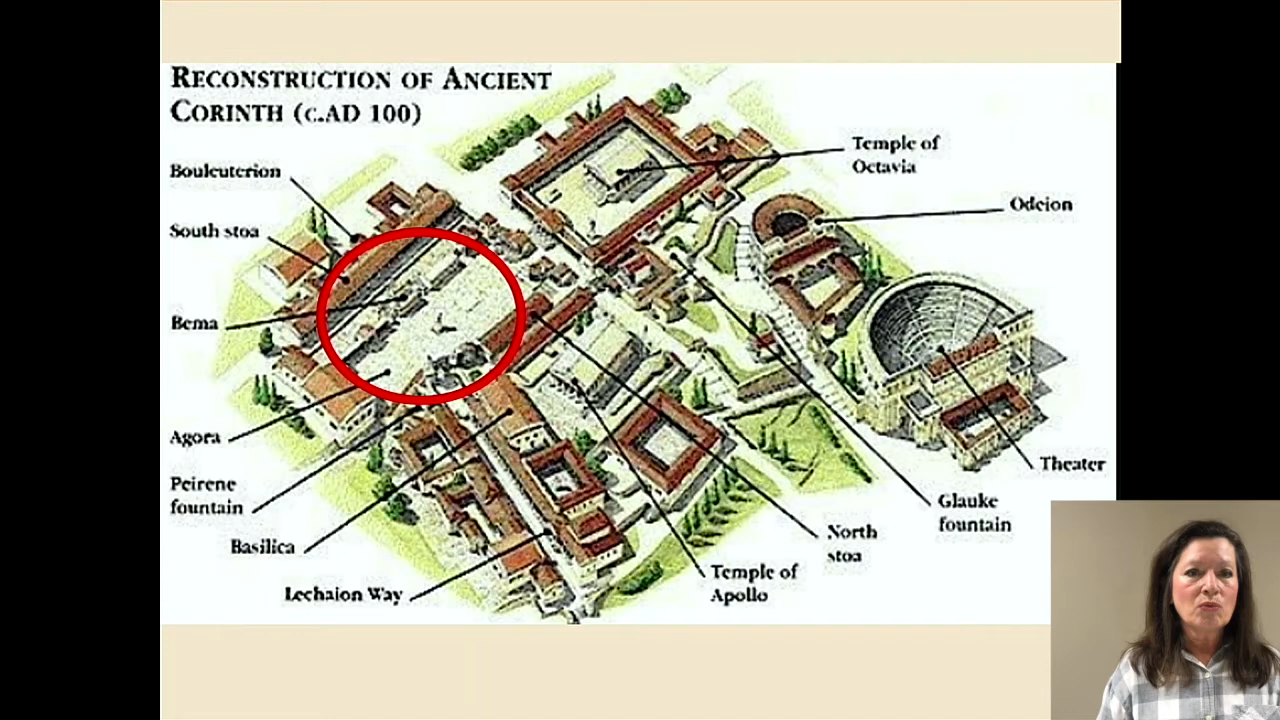 RECONSTRUCTION OF ANCIENT
CORINTH (C.AD 100)
Bouleuterion
South stoa
Bema
Agora
Peirene
fountain
Basilica
Lechaion Way
Temple of
Octavia
Odeion
Theater
Glauke
fountain
North
stoa
Temple of
Apollo